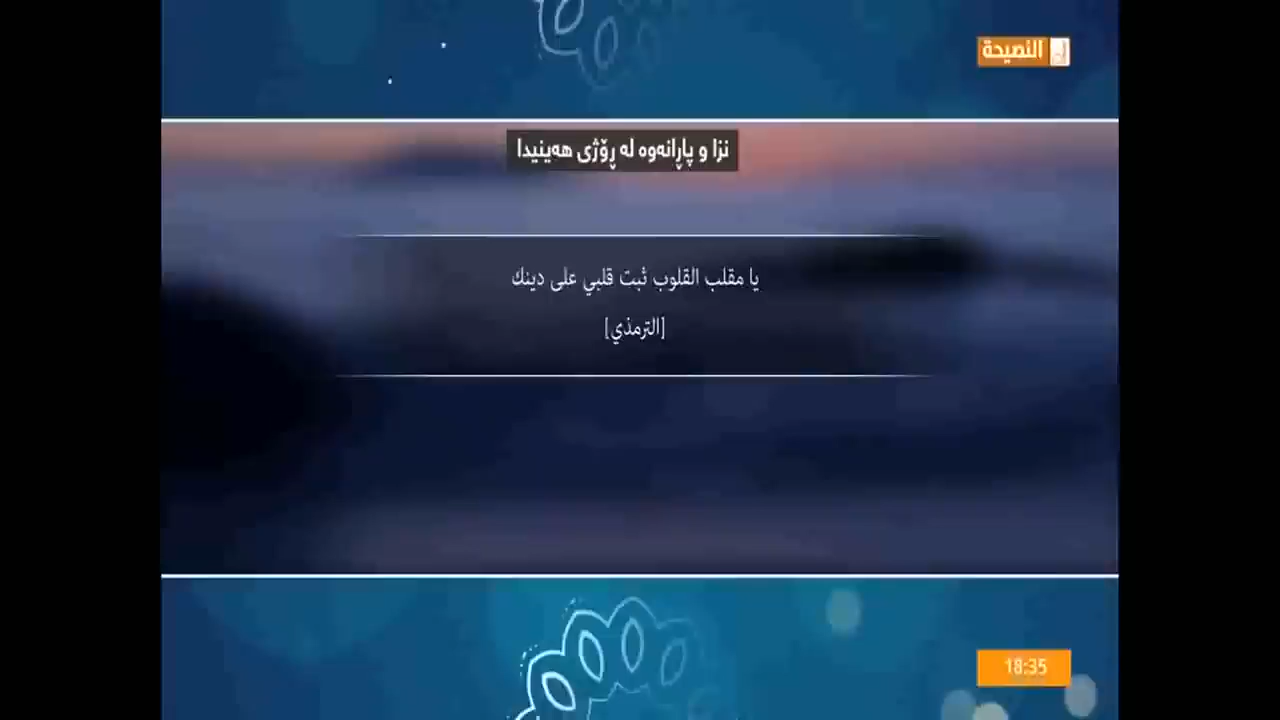 النصيحة
نزا و پاڕانەوە لە ڕۆژی هەینیدا
يا مقلب القلوب ثبت قلبي على دينك
[الترمذي]
18:35